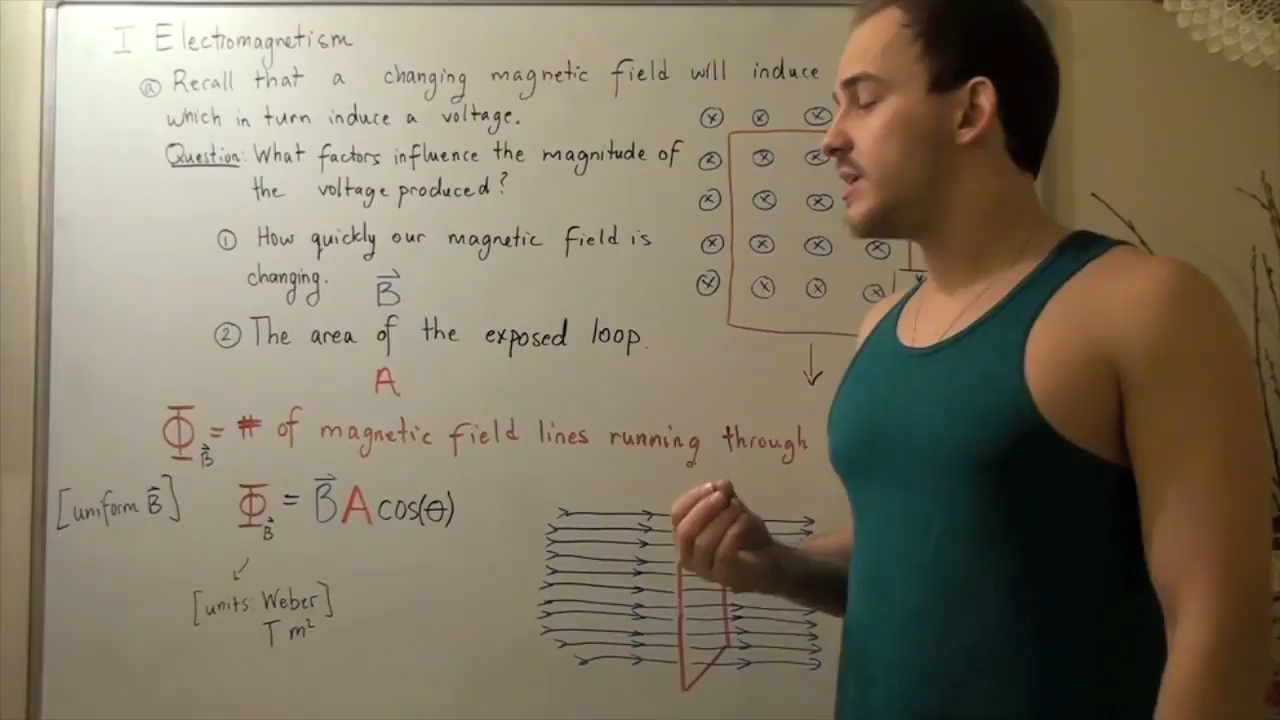 I Electromagnetism
ⓐ Recall that a changing magnetic field will induce
which in turn induce a voltage.
Question: What factors influence the magnitude of
the voltage produced?
① How quickly our magnetic field is
changing.
B⃗
② The area of the exposed loop.
A
Φ_B⃗ = # of magnetic field lines running through
[uniform B⃗] Φ_B⃗ = B⃗ A cos(θ)
[units Weber]
T m²